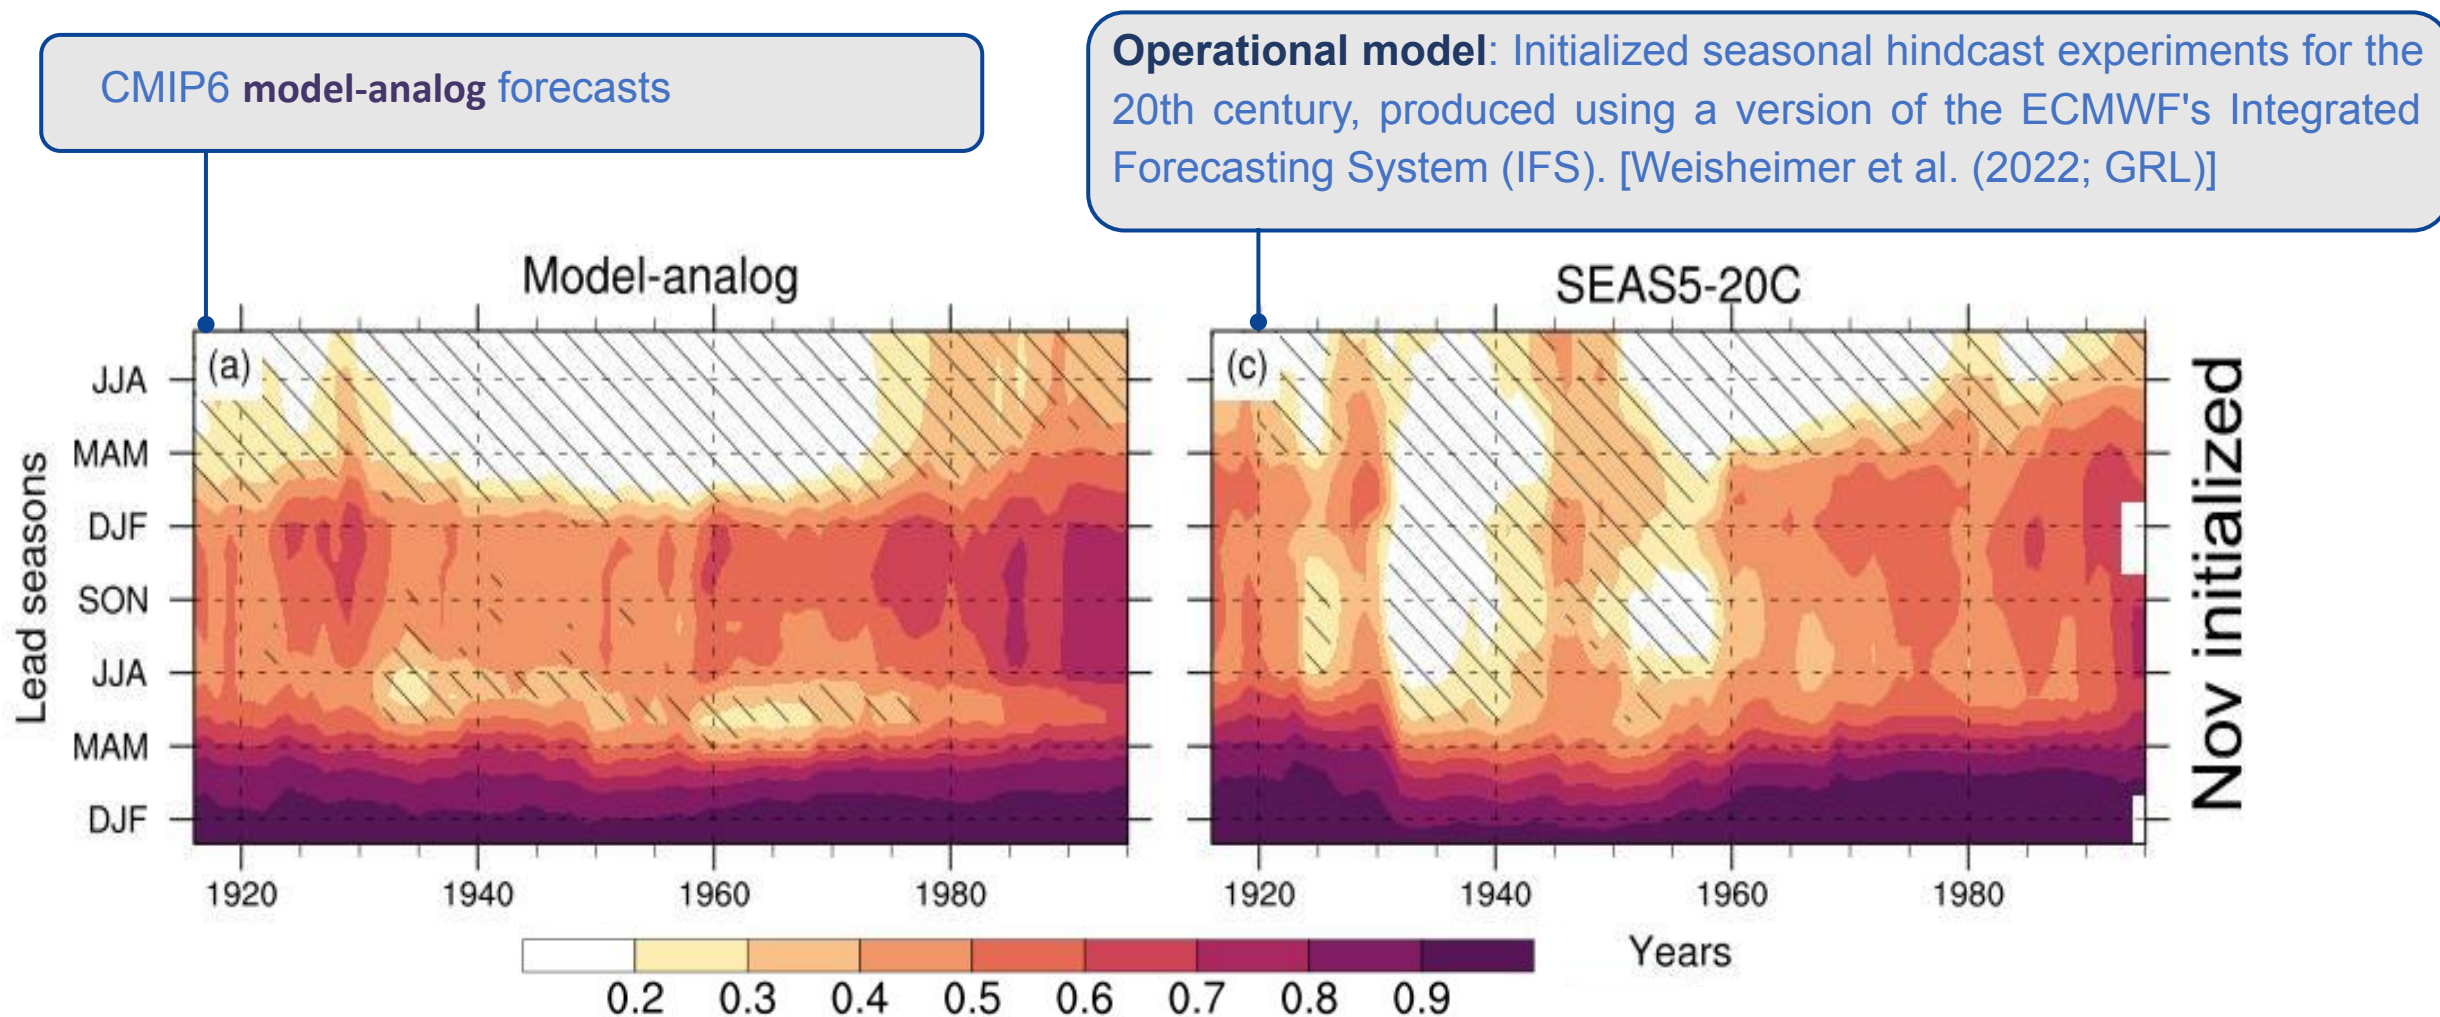 CMIP6 model-analog forecasts
Operational model: Initialized seasonal hindcast experiments for the
20th century, produced using a version of the ECMWF's Integrated
Forecasting System (IFS). [Weisheimer et al. (2022; GRL)]
Model-analog
SEAS5-20C
(a)
(c)
Lead seasons
JJA
MAM
DJF
SON
JJA
MAM
DJF
Nov initialized
1920 1940 1960 1980
1920 1940 1960 1980
Years
0.2 0.3 0.4 0.5 0.6 0.7 0.8 0.9